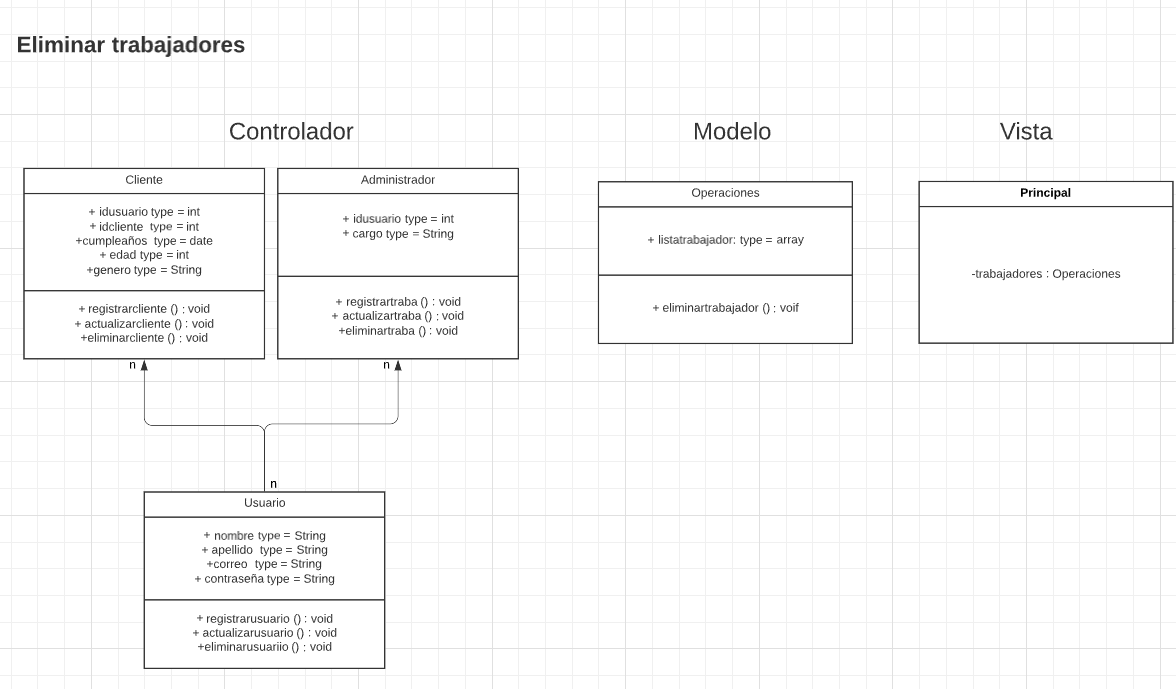 Eliminar trabajadores
Controlador
Modelo
Vista
Cliente
+ idusuario type = int
+ idcliente type = int
+cumpleaños type = date
+ edad type = int
+genero type = String
+ registrarcliente () : void
+ actualizarcliente () : void
+eliminarcliente () : void
Administrador
+ idusuario type = int
+ cargo type = String
+ registrartraba () : void
+ actualizartraba () : void
+eliminartraba () : void
Operaciones
+ listatrabajador: type = array
+ eliminartrabajador () : voif
Principal
-trabajadores : Operaciones
n
n
n
Usuario
+ nombre type = String
+ apellido type = String
+correo type = String
+ contraseña type = String
+ registrarusuario () : void
+ actualizarusuario () : void
+eliminarusuariio () : void